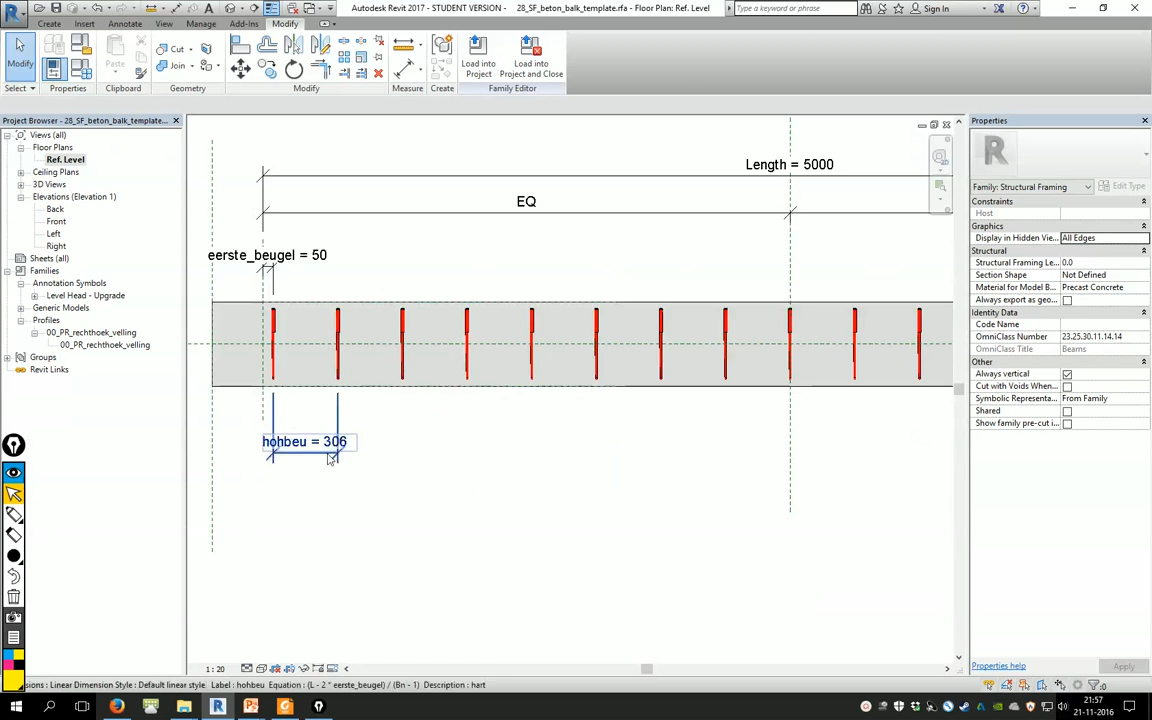 Autodesk Revit 2017 - STUDENT VERSION - 28_SF_beton_balk_template.rfa - Floor Plan: Ref. Level
Type a keyword or phrase
Sign In
Create
Insert
Annotate
View
Manage
Add-Ins
Modify
Modify
Paste
Cut
Join
Load into
Project
Load into
Project and Close
Select
Properties
Clipboard
Geometry
Modify
Measure
Create
Family Editor
Project Browser - 28_SF_beton_balk_template...
Views (all)
Floor Plans
Ref. Level
Ceiling Plans
3D Views
Elevations (Elevation 1)
Back
Front
Left
Right
Sheets (all)
Families
Annotation Symbols
Level Head - Upgrade
Generic Models
00_PR_rechthoek_velling
Profiles
00_PR_rechthoek_velling
Groups
Revit Links
Length = 5000
EQ
eerste_beugel = 50
hohbeu = 306
Properties
Family: Structural Framing
Edit Type
Constraints
Host
Graphics
Display in Hidden Vie... All Edges
Structural
Structural Framing Le... 0.0
Section Shape Not Defined
Material for Model B... Precast Concrete
Always export as geo...
Identity Data
Code Name
OmniClass Number 23.25.30.11.14.14
OmniClass Title Beams
Other
Always vertical
Cut with Voids When...
Symbolic Representa... From Family
Shared
Show family pre-cut i...
Properties help
Apply
1 : 20
sions : Linear Dimension Style : Default linear style. Label : hohbeu Equation : (L - 2 * eerste_beugel) / (Bn - 1) Description : hart
:0
21:57
21-11-2016